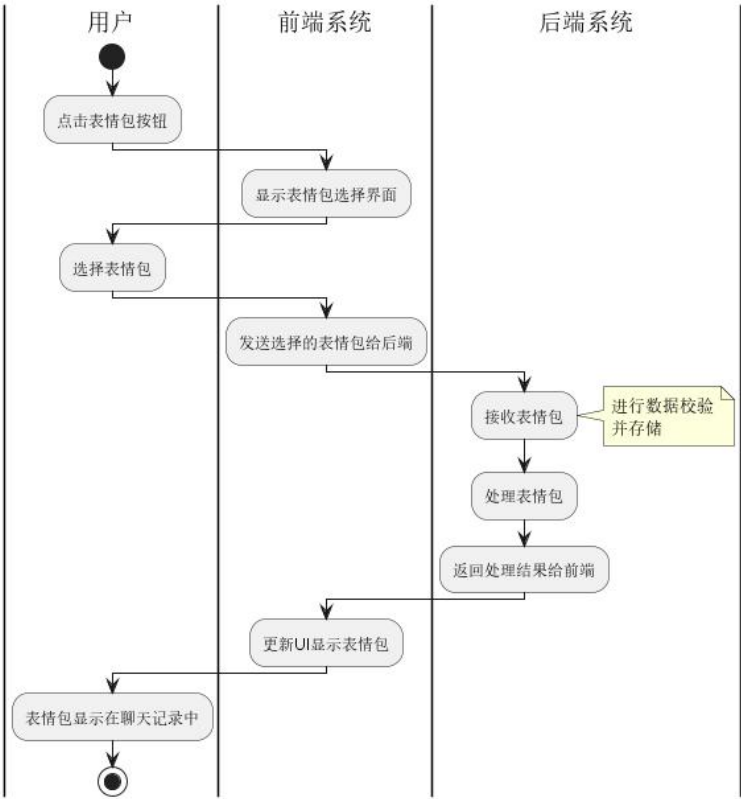 用户
前端系统
后端系统
点击表情包按钮
显示表情包选择界面
选择表情包
发送选择的表情包给后端
接收表情包
进行数据校验
并存储
处理表情包
返回处理结果给前端
更新UI显示表情包
表情包显示在聊天记录中